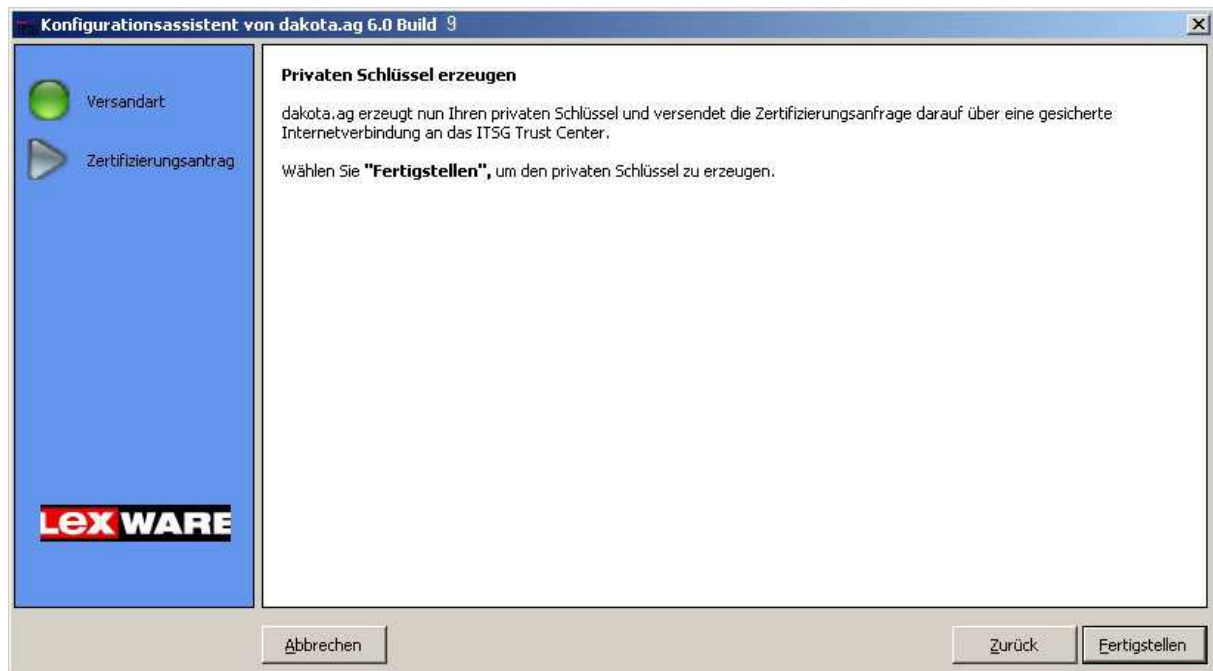 Konfigurationsassistent von dakota.ag 6.0 Build 9
Versandart
Zertifizierungsantrag
Privaten Schlüssel erzeugen
dakota.ag erzeugt nun Ihren privaten Schlüssel und versendet die Zertifizierungsanfrage darauf über eine gesicherte
Internetverbindung an das ITSG Trust Center.
Wählen Sie "Fertigstellen", um den privaten Schlüssel zu erzeugen.
LEXWARE
Abbrechen
Zurück
Fertigstellen